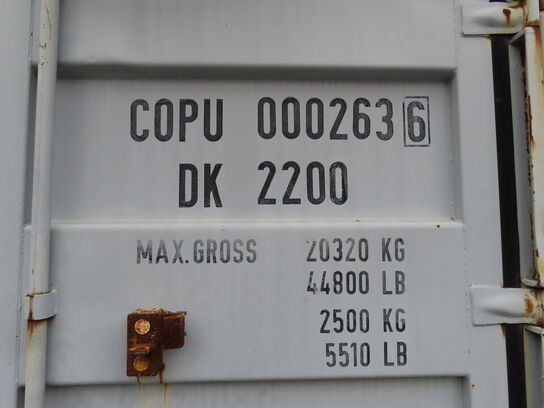 COPU 000263 6
DK 2200
MAX.GROSS 20320 KG
44800 LB
2500 KG
5510 LB